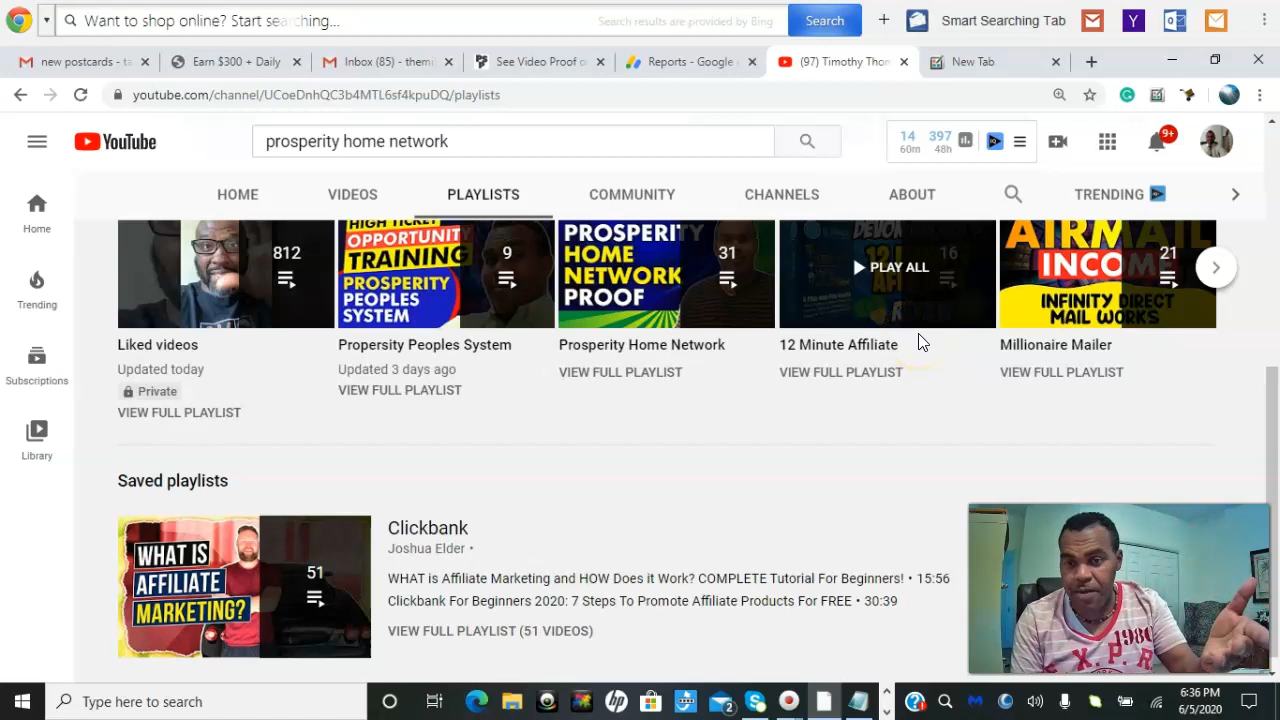 Want to shop online? Start searching...
Search results are provided by Bing
Search
Smart Searching Tab
new postcards - ta
Earn $300 + Daily
Inbox (85) - themi
See Video Proof o
Reports - Google
(97) Timothy Thom
New Tab
youtube.com/channel/UCoeDnhQC3b4MTL6sf4kpuDQ/playlists
YouTube
prosperity home network
14
60m
397
48h
9+
HOME
VIDEOS
PLAYLISTS
COMMUNITY
CHANNELS
ABOUT
TRENDING
Home
Trending
Subscriptions
Library
812
HIGH TICKET
OPPORTUNITY
TRAINING
PROSPERITY
PEOPLES
SYSTEM
9
PROSPERITY
HOME
NETWORK
PROOF
31
PLAY ALL
16
AIRMAIL
INCOME
INFINITY DIRECT
MAIL WORKS
21
Liked videos
Updated today
Private
VIEW FULL PLAYLIST
Propersity Peoples System
Updated 3 days ago
VIEW FULL PLAYLIST
Prosperity Home Network
VIEW FULL PLAYLIST
12 Minute Affiliate
VIEW FULL PLAYLIST
Millionaire Mailer
VIEW FULL PLAYLIST
Saved playlists
WHAT IS
AFFILIATE
MARKETING?
51
Clickbank
Joshua Elder •
WHAT is Affiliate Marketing and HOW Does it Work? COMPLETE Tutorial For Beginners! • 15:56
Clickbank For Beginners 2020: 7 Steps To Promote Affiliate Products For FREE • 30:39
VIEW FULL PLAYLIST (51 VIDEOS)
Type here to search
2
6:36 PM
6/5/2020